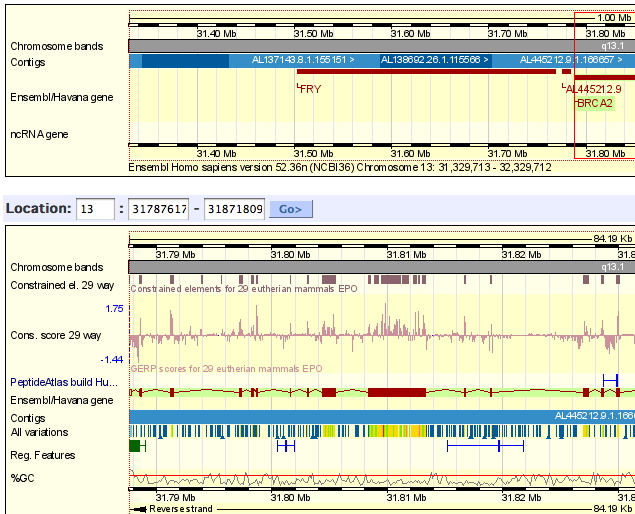 1.00 Mb
31.40 Mb 31.50 Mb 31.60 Mb 31.70 Mb 31.80 Mb
Chromosome bands q13.1
Contigs AL137143.8.1.155151 > AL138692.26.1.115566 > AL445212.9.1.166657 >
FRY AL445212.9
Ensembl/Havana gene BRCA2
ncRNA gene
31.40 Mb 31.50 Mb 31.60 Mb 31.70 Mb 31.80 Mb
Ensembl Homo sapiens version 52.36n (NCBI36) Chromosome 13: 31,329,713 - 32,329,712
Location: 13 : 31787617 - 31871809 Go>
84.19 Kb
31.79 Mb 31.80 Mb 31.81 Mb 31.82 Mb 31.8
Chromosome bands q13.1
Constrained el. 29 way
Constrained elements for 29 eutherian mammals EPO
1.75
Cons. score 29 way
-1.44
GERP scores for 29 eutherian mammals EPO
PeptideAtlas build Hu...
Ensembl/Havana gene
Contigs AL445212.9.1.166
All variations
Reg. Features
%GC
31.79 Mb 31.80 Mb 31.81 Mb 31.82 Mb 31.8
Reverse strand 84.19 Kb